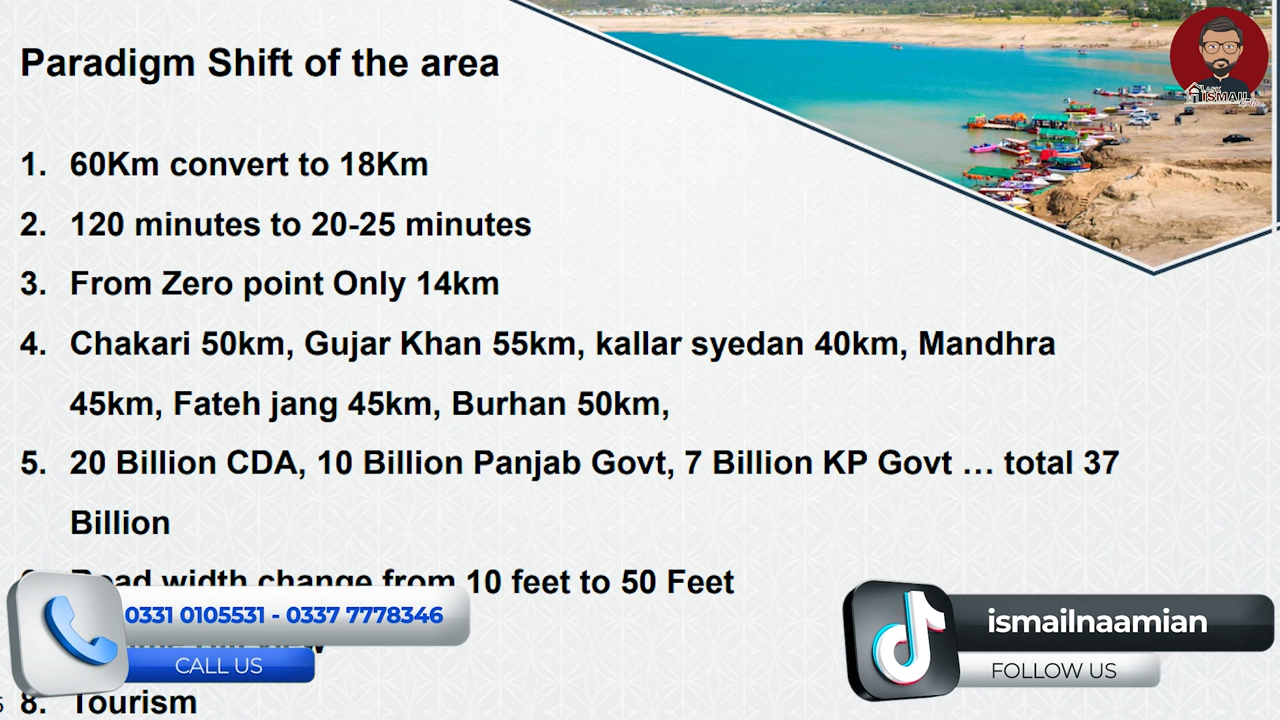 Paradigm Shift of the area
ISMAIL
1. 60Km convert to 18Km
2. 120 minutes to 20-25 minutes
3. From Zero point Only 14km
4. Chakari 50km, Gujar Khan 55km, kallar syedan 40km, Mandhra
45km, Fateh jang 45km, Burhan 50km,
5. 20 Billion CDA, 10 Billion Panjab Govt, 7 Billion KP Govt … total 37
Billion
Road width change from 10 feet to 50 Feet
0331 0105531 - 0337 7778346
CALL US
ismailnaamian
FOLLOW US
8. Tourism